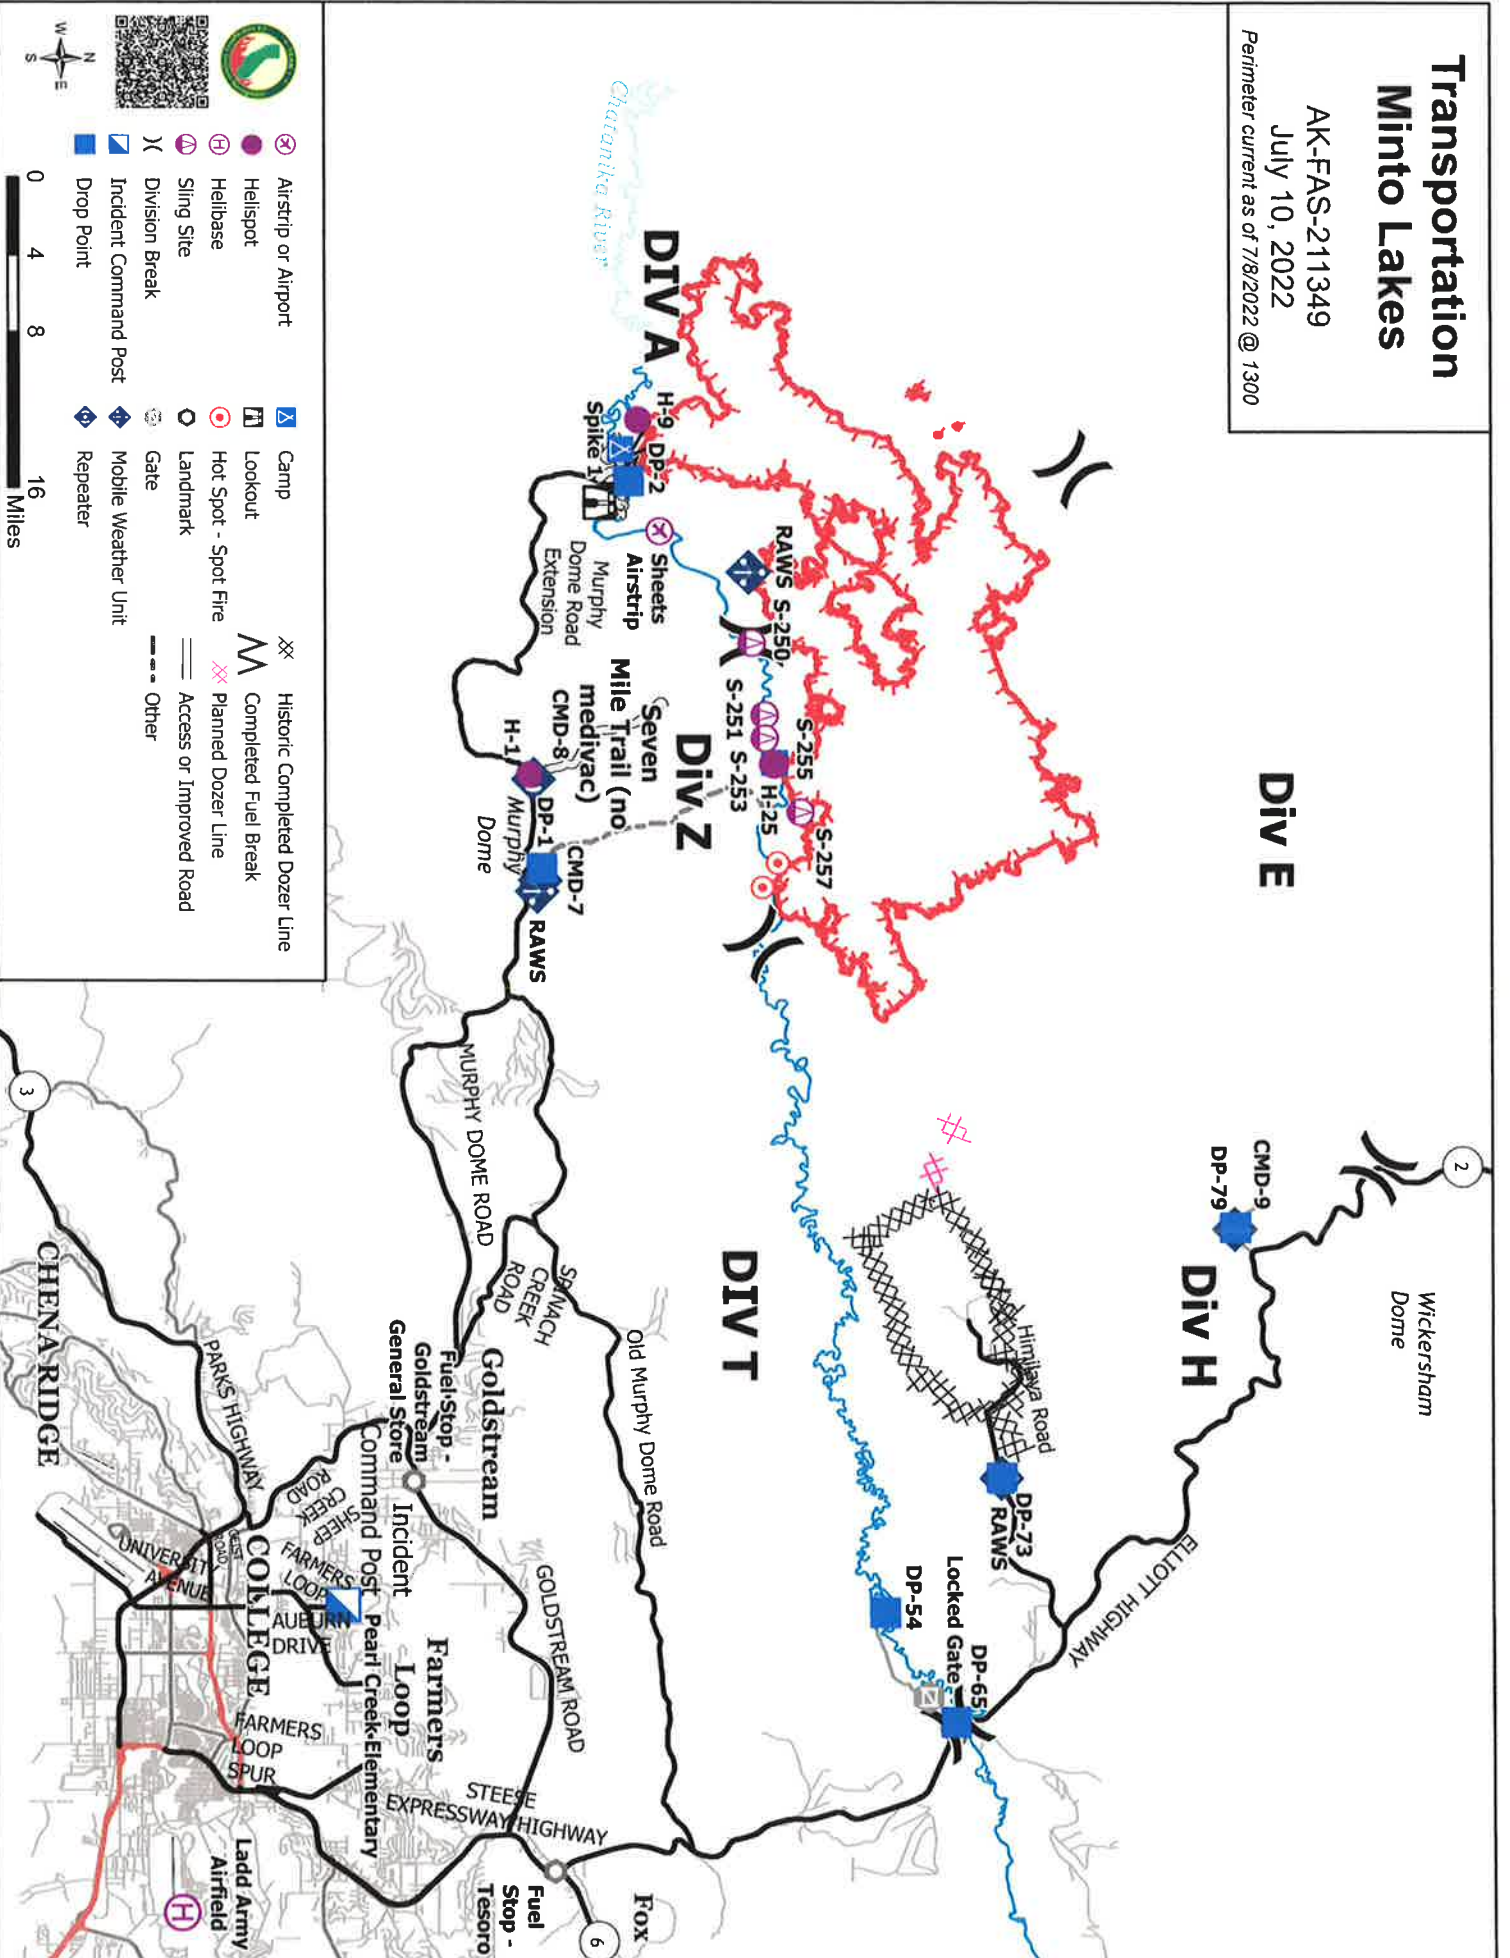 Transportation
Minto Lakes
AK-FAS-211349
July 10, 2022
Perimeter current as of 7/8/2022 @ 1300
Div E
2
CMD-9
DP-79
Wickersham
Dome
Div H
Himilaya Road
DP-73
RAWS
ELLIOTT HIGHWAY
Locked Gate
DP-65
DP-54
DIV T
Chatanika River
DIV A
H-9
DP-2
Spike 1
Sheets
Airstrip
Murphy
Dome Road
Extension
RAWS
S-250
S-251
S-253
S-255
H-25
S-257
Div Z
Seven
Mile Trail (no
medivac)
CMD-8
H-1
DP-1
Murphy
Dome
CMD-7
RAWS
MURPHY DOME ROAD
SPINACH
CREEK
ROAD
Old Murphy Dome Road
Goldstream
Fuel Stop -
Goldstream
General Store
GOLDSTREAM ROAD
Incident
Command Post
SHEEP
CREEK
ROAD
Farmers
Loop
Pearl Creek Elementary
FARMERS
LOOP
AUBURN
DRIVE
STEESE
EXPRESSWAY HIGHWAY
Fox
Fuel
Stop -
Tesoro
6
3
PARKS HIGHWAY
CHENA RIDGE
COLLEGE
GEIST
ROAD
UNIVERSITY
AVENUE
FARMERS
LOOP
SPUR
Ladd Army
Airfield
H
Airstrip or Airport
Helispot
Helibase
Sling Site
Division Break
Incident Command Post
Drop Point
Camp
Lookout
Hot Spot - Spot Fire
Landmark
Gate
Mobile Weather Unit
Repeater
Historic Completed Dozer Line
Completed Fuel Break
Planned Dozer Line
Access or Improved Road
Other
N
E
S
W
0 4 8 16
Miles